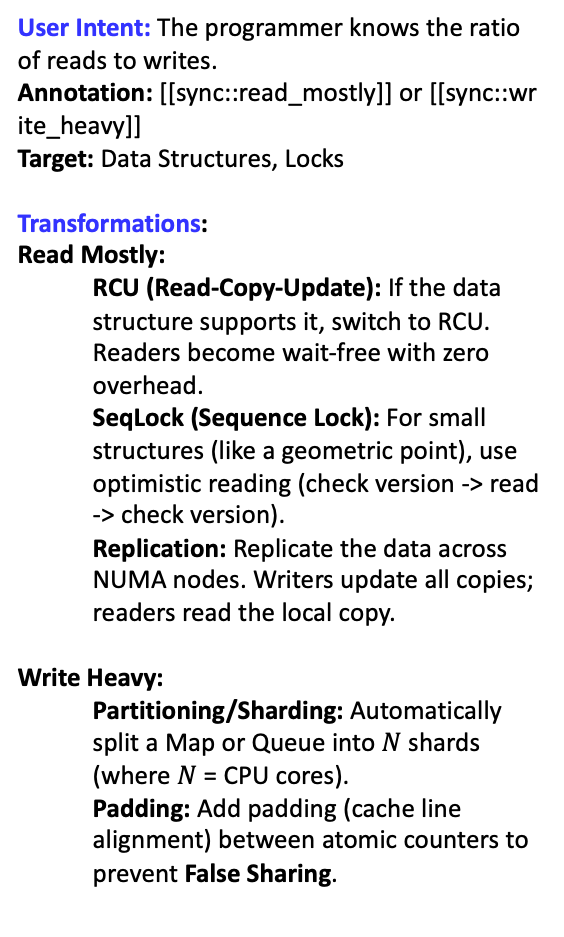 User Intent: The programmer knows the ratio
of reads to writes.
Annotation: [[sync::read_mostly]] or [[sync::wr
ite_heavy]]
Target: Data Structures, Locks
Transformations:
Read Mostly:
RCU (Read-Copy-Update): If the data
structure supports it, switch to RCU.
Readers become wait-free with zero
overhead.
SeqLock (Sequence Lock): For small
structures (like a geometric point), use
optimistic reading (check version -> read
-> check version).
Replication: Replicate the data across
NUMA nodes. Writers update all copies;
readers read the local copy.
Write Heavy:
Partitioning/Sharding: Automatically
split a Map or Queue into N shards
(where N = CPU cores).
Padding: Add padding (cache line
alignment) between atomic counters to
prevent False Sharing.